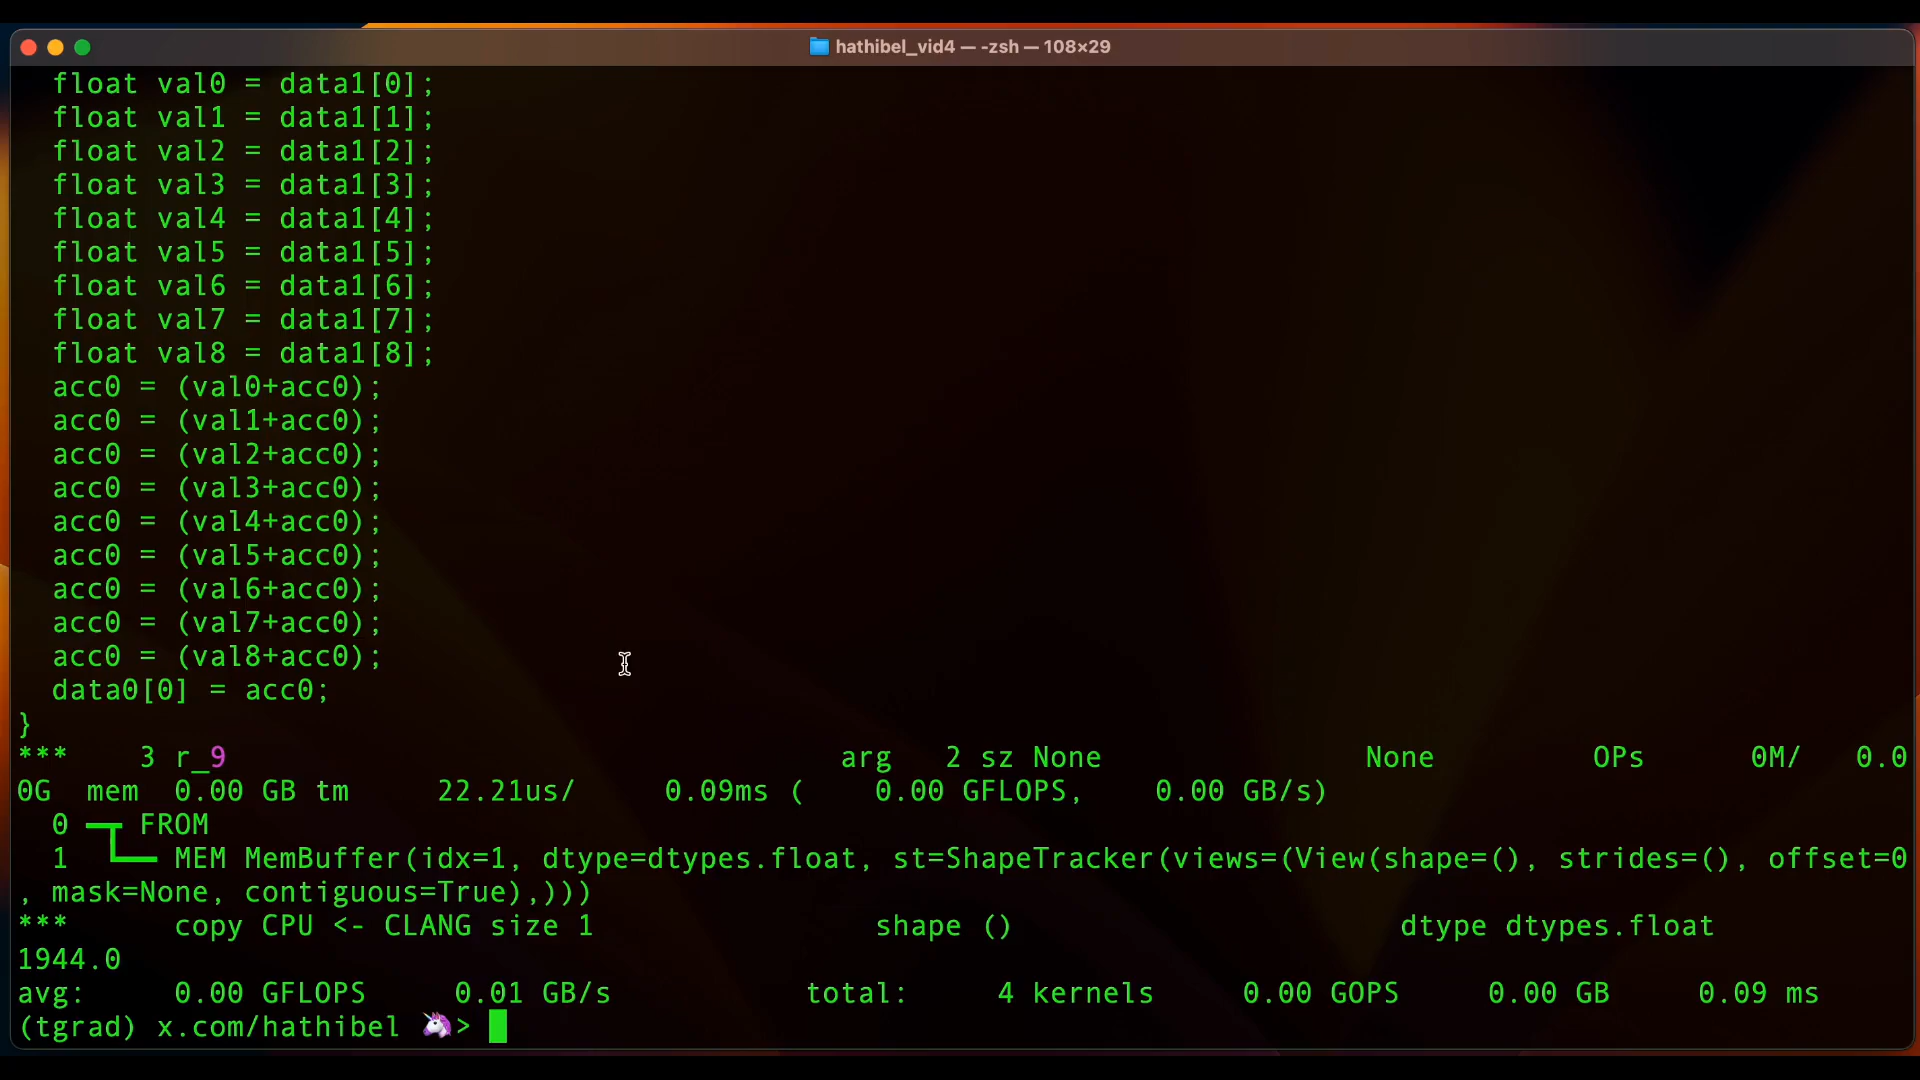 hathibel_vid4 — -zsh — 108×29
float val0 = data1[0];
float val1 = data1[1];
float val2 = data1[2];
float val3 = data1[3];
float val4 = data1[4];
float val5 = data1[5];
float val6 = data1[6];
float val7 = data1[7];
float val8 = data1[8];
acc0 = (val0+acc0);
acc0 = (val1+acc0);
acc0 = (val2+acc0);
acc0 = (val3+acc0);
acc0 = (val4+acc0);
acc0 = (val5+acc0);
acc0 = (val6+acc0);
acc0 = (val7+acc0);
acc0 = (val8+acc0);
data0[0] = acc0;
}
*** 3 r_9 arg 2 sz None None OPs 0M/ 0.0
0G mem 0.00 GB tm 22.21us/ 0.09ms ( 0.00 GFLOPS, 0.00 GB/s)
0 ━┳ FROM
1 ┗━━ MEM MemBuffer(idx=1, dtype=dtypes.float, st=ShapeTracker(views=(View(shape=(), strides=(), offset=0
, mask=None, contiguous=True),)))
*** copy CPU <- CLANG size 1 shape () dtype dtypes.float
1944.0
avg: 0.00 GFLOPS 0.01 GB/s total: 4 kernels 0.00 GOPS 0.00 GB 0.09 ms
(tgrad) x.com/hathibel 🦄>